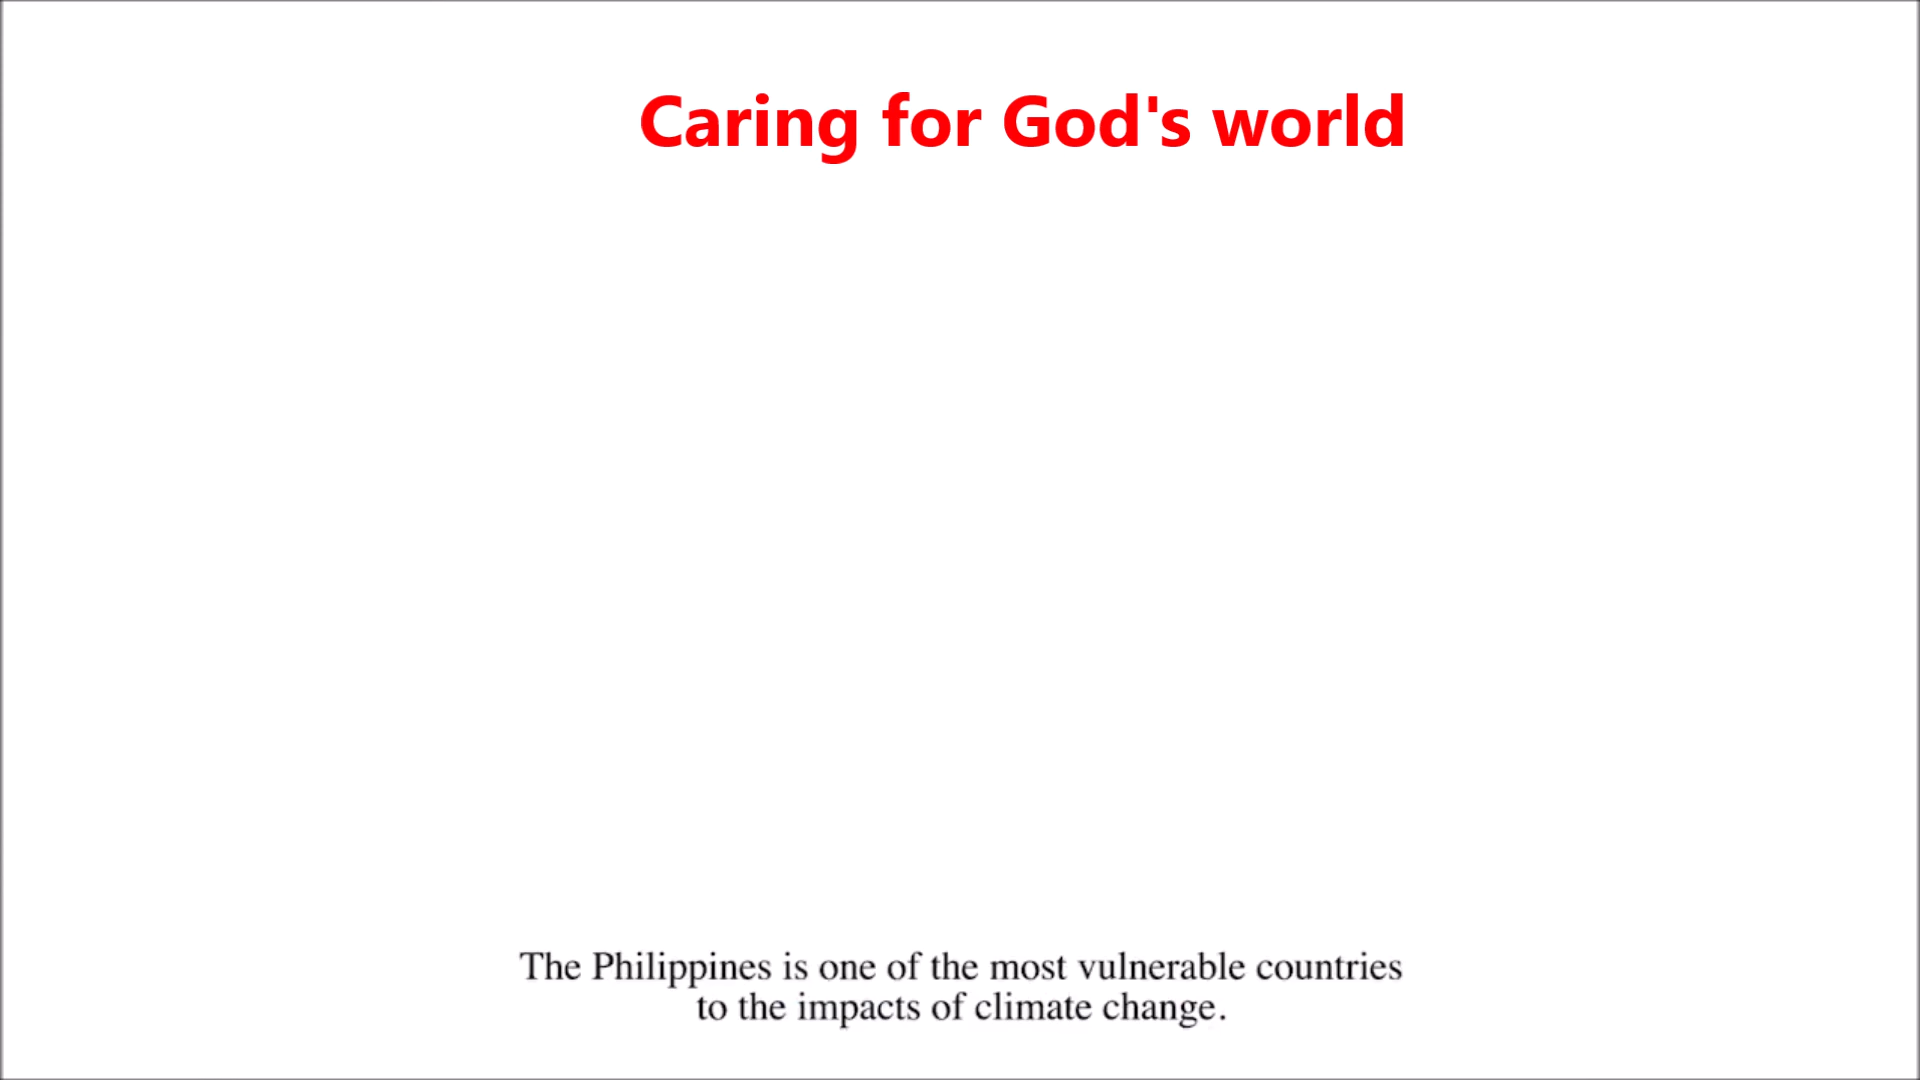 Caring for God's world
The Philippines is one of the most vulnerable countries
to the impacts of climate change.